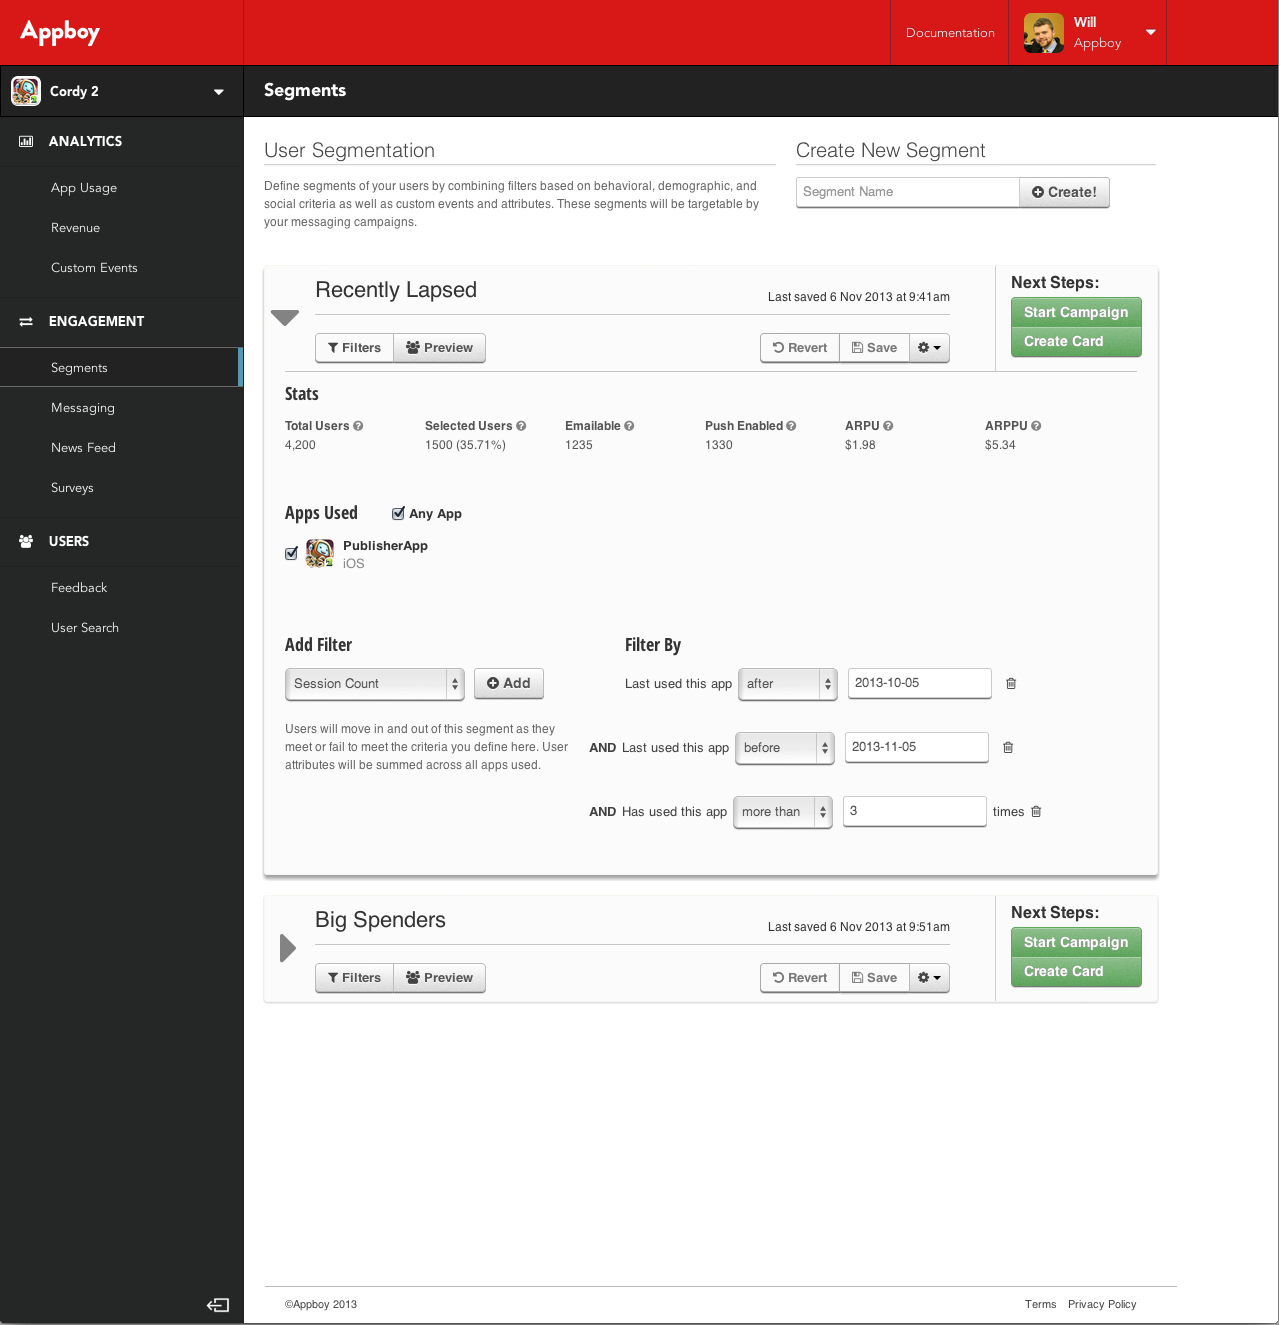 Appboy
Documentation
Will
Appboy
Cordy 2
Segments
ANALYTICS
App Usage
Revenue
Custom Events
ENGAGEMENT
Segments
Messaging
News Feed
Surveys
USERS
Feedback
User Search
User Segmentation
Define segments of your users by combining filters based on behavioral, demographic, and
social criteria as well as custom events and attributes. These segments will be targetable by
your messaging campaigns.
Create New Segment
Segment Name
Create!
Recently Lapsed
Last saved 6 Nov 2013 at 9:41am
Filters
Preview
Revert
Save
Next Steps:
Start Campaign
Create Card
Stats
Total Users Selected Users Emailable Push Enabled ARPU ARPPU
4,200 1500 (35.71%) 1235 1330 $1.98 $5.34
Apps Used Any App
PublisherApp
iOS
Add Filter
Session Count Add
Users will move in and out of this segment as they
meet or fail to meet the criteria you define here. User
attributes will be summed across all apps used.
Filter By
Last used this app after 2013-10-05
AND Last used this app before 2013-11-05
AND Has used this app more than 3 times
Big Spenders
Last saved 6 Nov 2013 at 9:51am
Filters
Preview
Revert
Save
Next Steps:
Start Campaign
Create Card
©Appboy 2013
Terms Privacy Policy